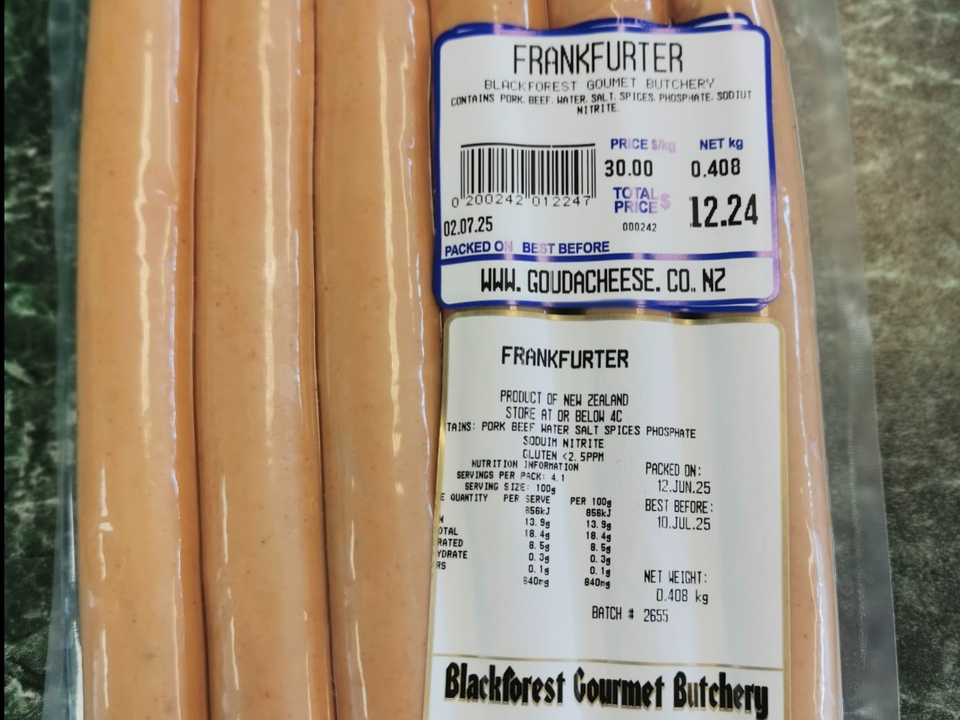 FRANKFURTER
BLACKFOREST GOUMET BUTCHERY
CONTAINS PORK. BEEF. WATER. SALT. SPICES. PHOSPHATE. SODIUT
NITRITE.
PRICE $/kg NET kg
30.00 0.408
TOTAL PRICE $ 12.24
0 200242 012247
000242
02.07.25
PACKED ON BEST BEFORE
WWW. GOUDACHEESE. CO. NZ
FRANKFURTER
PRODUCT OF NEW ZEALAND
STORE AT OR BELOW 4C
TAINS: PORK BEEF WATER SALT SPICES PHOSPHATE
SODUIM NITRITE
GLUTEN <2.5PPM
NUTRITION INFORMATION
SERVINGS PER PACK: 4.1
SERVING SIZE: 100g
E QUANTITY PER SERVE PER 100g
856kJ 856kJ
N 13.9g 13.9g
OTAL 18.4g 18.4g
RATED 8.5g 8.5g
YDRATE 0.3g 0.3g
RS 0.1g 0.1g
840mg 840mg
PACKED ON:
12.JUN.25
BEST BEFORE:
10.JUL.25
NET WEIGHT:
0.408 kg
BATCH # 2655
Blackforest Gourmet Butchery